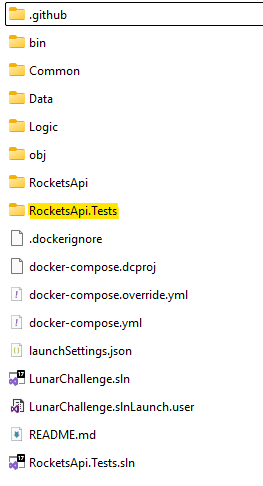 .github
bin
Common
Data
Logic
obj
RocketsApi
RocketsApi.Tests
.dockerignore
docker-compose.dcproj
docker-compose.override.yml
docker-compose.yml
launchSettings.json
LunarChallenge.sln
LunarChallenge.slnLaunch.user
README.md
RocketsApi.Tests.sln